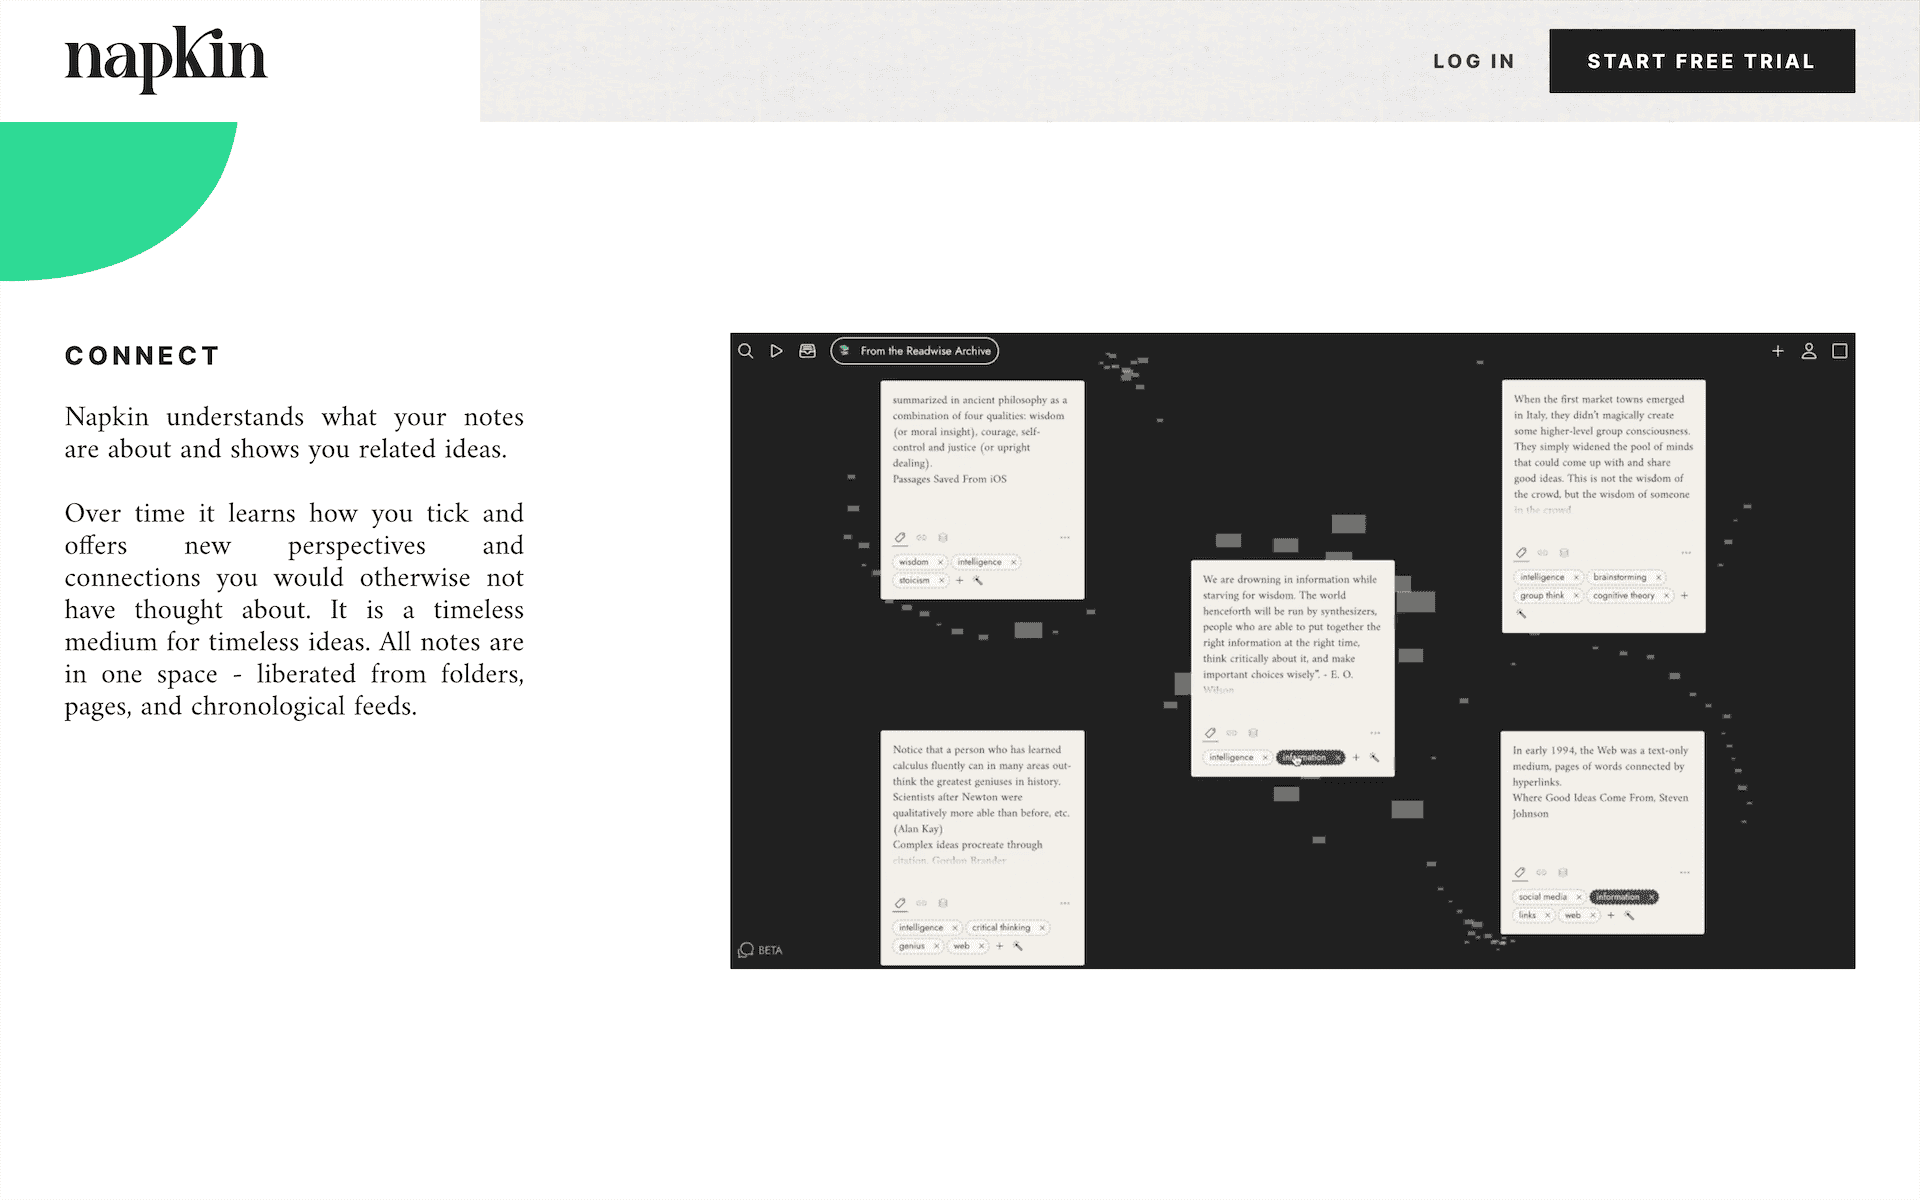 napkin
LOG IN
START FREE TRIAL
CONNECT
Napkin understands what your notes
are about and shows you related ideas.
Over time it learns how you tick and
offers new perspectives and
connections you would otherwise not
have thought about. It is a timeless
medium for timeless ideas. All notes are
in one space - liberated from folders,
pages, and chronological feeds.
From the Readwise Archive
summarized in ancient philosophy as a
combination of four qualities: wisdom
(or moral insight), courage, self-
control and justice (or upright
dealing).
Passages Saved From iOS
wisdom × intelligence ×
stoicism × +
When the first market towns emerged
in Italy, they didn't magically create
some higher-level group consciousness.
They simply widened the pool of minds
that could come up with and share
good ideas. This is not the wisdom of
the crowd, but the wisdom of someone
in the crowd
intelligence × brainstorming ×
group think × cognitive theory × +
We are drowning in information while
starving for wisdom. The world
henceforth will be run by synthesizers,
people who are able to put together the
right information at the right time,
think critically about it, and make
important choices wisely”. - E. O.
Wilson
intelligence × information × +
Notice that a person who has learned
calculus fluently can in many areas out-
think the greatest geniuses in history.
Scientists after Newton were
qualitatively more able than before, etc.
(Alan Kay)
Complex ideas procreate through
citation, Gordon Brander
intelligence × critical thinking ×
genius × web × +
In early 1994, the Web was a text-only
medium, pages of words connected by
hyperlinks.
Where Good Ideas Come From, Steven
Johnson
social media × information ×
links × web × +
BETA